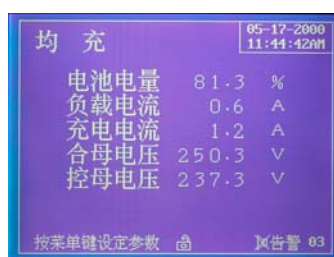 均 充
05-17-2000
11:44:42AM
电池电量 81.3 %
负载电流 0.6 A
充电电流 1.2 A
合母电压 250.3 V
控母电压 237.3 V
按菜单键设定参数 告警 03